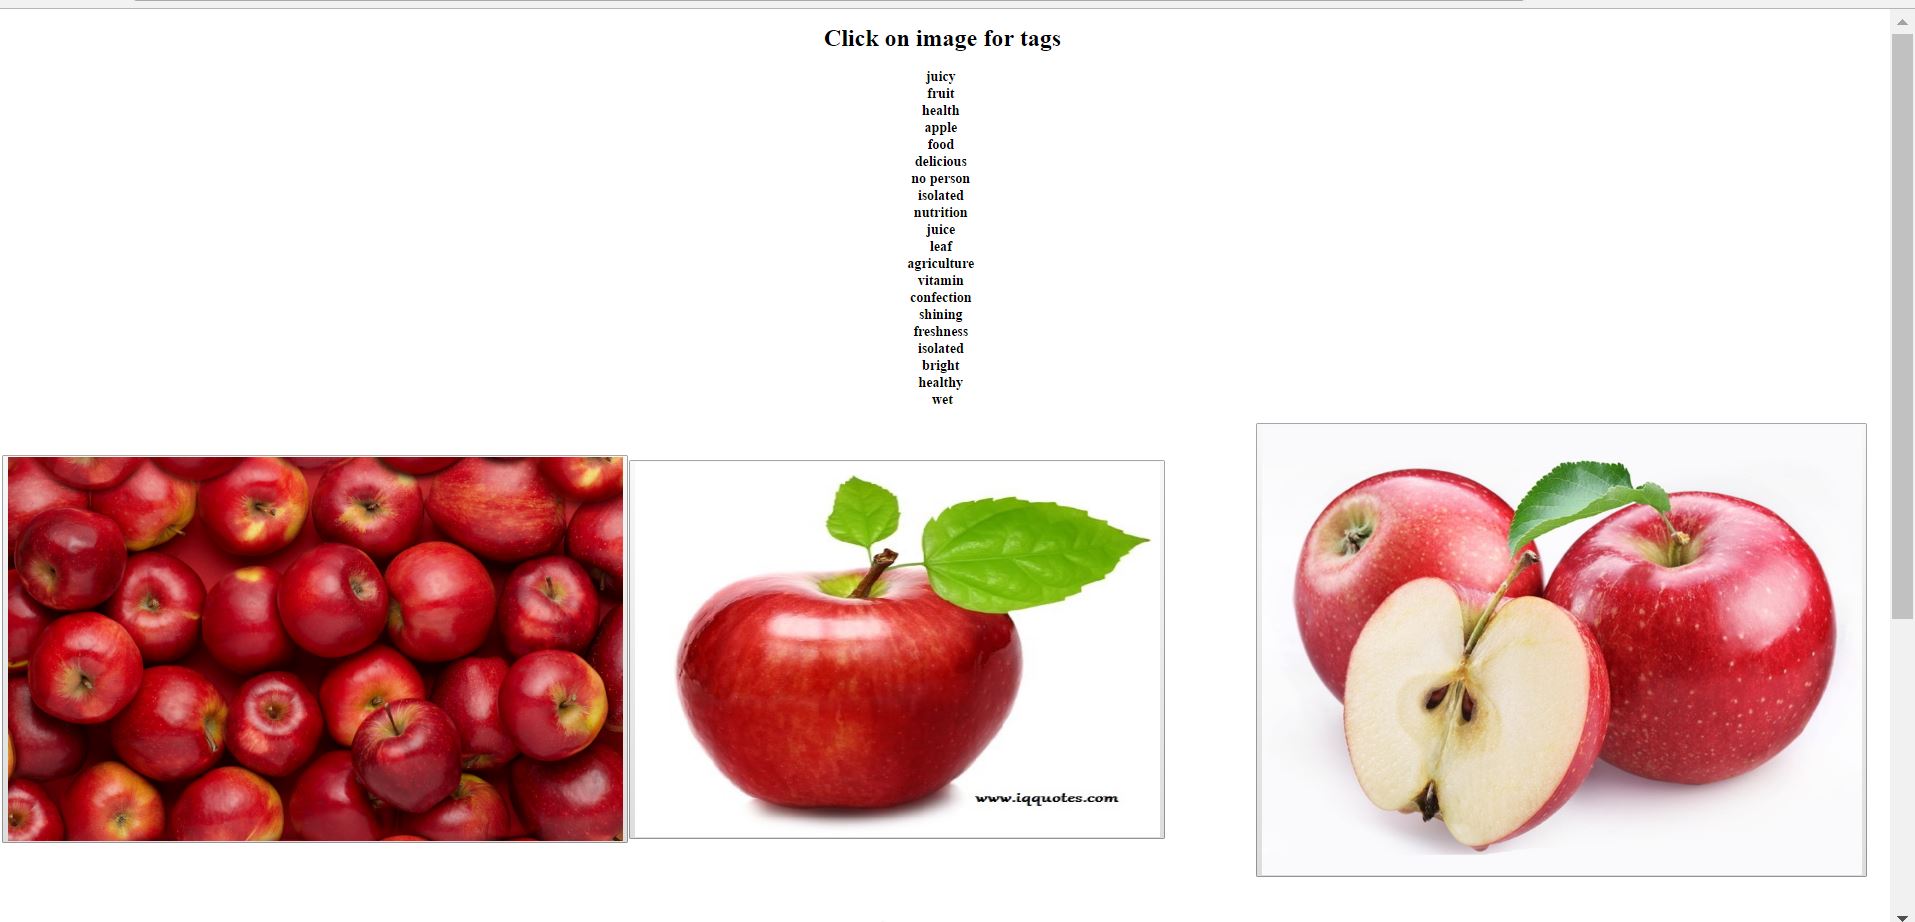 Click on image for tags
juicy
fruit
health
apple
food
delicious
no person
isolated
nutrition
juice
leaf
agriculture
vitamin
confection
shining
freshness
isolated
bright
healthy
wet
www.iqquotes.com